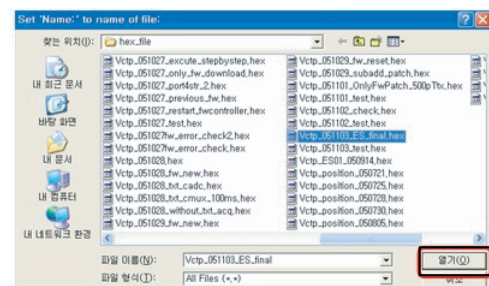 Set 'Name:' to name of file:
찾는 위치(I): hex_file
내 최근 문서
바탕 화면
내 문서
내 컴퓨터
내 네트워크 환경
Vctp_051027_excute_stepbystep.hex
Vctp_051027_only_fw_download.hex
Vctp_051027_port4str_2.hex
Vctp_051027_previous_fw.hex
Vctp_051027_restart_fwcontroller.hex
Vctp_051027_test.hex
Vctp_051027fw_error_check2.hex
Vctp_051027fw_error_check.hex
Vctp_051028.hex
Vctp_051028_fw_new.hex
Vctp_051028_txt_cadc.hex
Vctp_051028_txt_cmux_100ms.hex
Vctp_051028_without_txt_acq.hex
Vctp_051029_fw_new.hex
Vctp_051029_fw_reset.hex
Vctp_051029_subadd_patch.hex
Vctp_051101_OnlyFwPatch_500pTtx.hex
Vctp_051101_test.hex
Vctp_051102_check.hex
Vctp_051102_test.hex
Vctp_051103_ES_final.hex
Vctp_051103_test.hex
Vctp_ES01_050914.hex
Vctp_position_050721.hex
Vctp_position_050725.hex
Vctp_position_050728.hex
Vctp_position_050730.hex
Vctp_position_050805.hex
파일 이름(N): Vctp_051103_ES_final
열기(O)
파일 형식(T): All Files (*.*)
취소